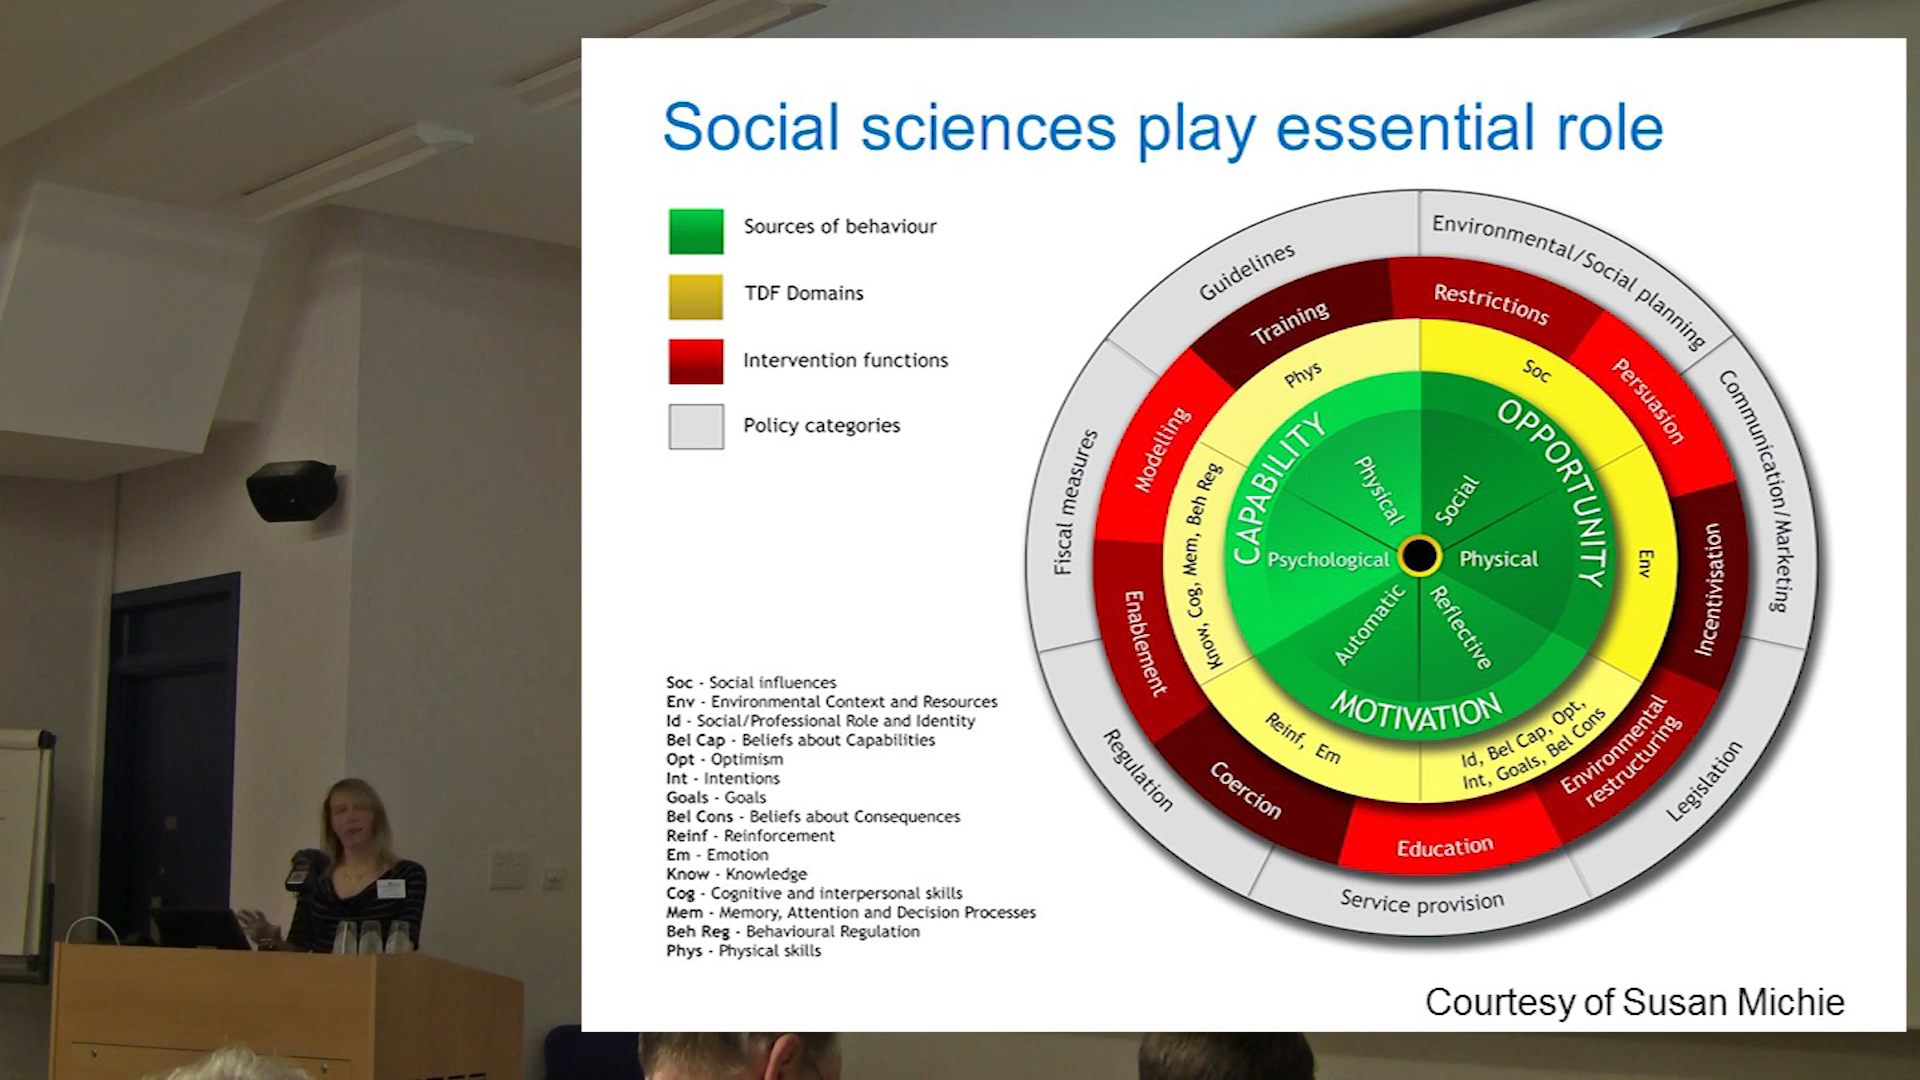 Social sciences play essential role
Sources of behaviour
TDF Domains
Intervention functions
Policy categories
Soc - Social influences
Env - Environmental Context and Resources
Id - Social/Professional Role and Identity
Bel Cap - Beliefs about Capabilities
Opt - Optimism
Int - Intentions
Goals - Goals
Bel Cons - Beliefs about Consequences
Reinf - Reinforcement
Em - Emotion
Know - Knowledge
Cog - Cognitive and interpersonal skills
Mem - Memory, Attention and Decision Processes
Beh Reg - Behavioural Regulation
Phys - Physical skills
Guidelines
Environmental/Social planning
Communication/Marketing
Legislation
Service provision
Regulation
Fiscal measures
Training
Restrictions
Persuasion
Incentivisation
Environmental
restructuring
Education
Coercion
Enablement
Modelling
Phys
Soc
Env
Id, Bel Cap, Opt,
Int, Goals, Bel Cons
Reinf, Em
Know, Cog, Mem, Beh Reg
CAPABILITY
OPPORTUNITY
MOTIVATION
Physical
Social
Physical
Reflective
Automatic
Psychological
Courtesy of Susan Michie